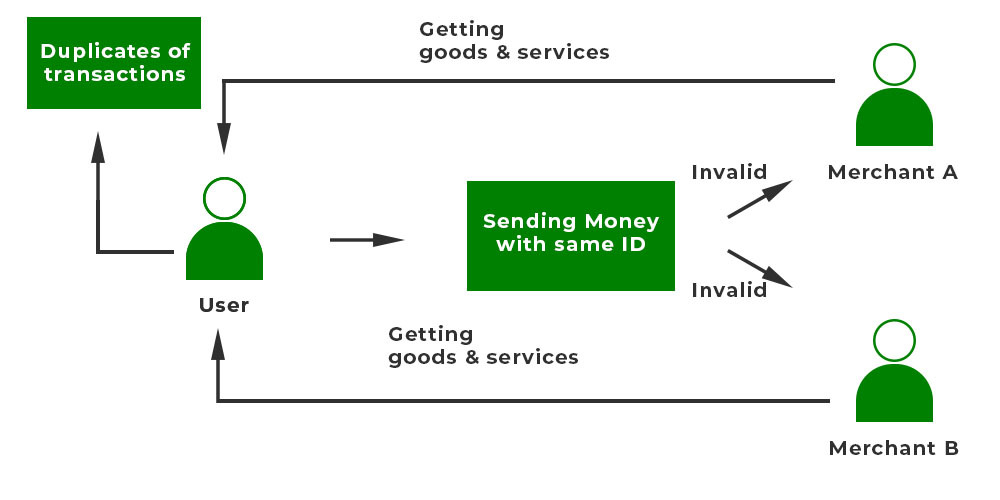 Getting
goods & services
Duplicates of
transactions
Invalid
Merchant A
Sending Money
with same ID
Invalid
User
Getting
goods & services
Merchant B